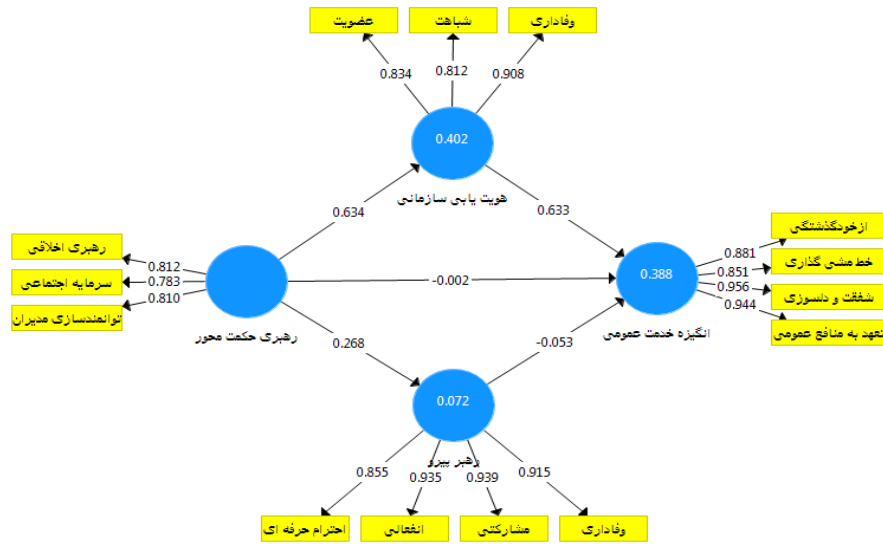 عضویت
شباهت
وفاداری
0.834
0.812
0.908
0.402
هویت یابی سازمانی
0.634
0.633
رهبری اخلاقی
سرمایه اجتماعی
توانمندسازی مدیران
0.812
0.783
0.810
رهبری حکمت محور
-0.002
0.388
انگیزه خدمت عمومی
0.881
0.851
0.956
0.944
ازخودگذشتگی
خط مشی گذاری
شفقت و دلسوزی
تعهد به منافع عمومی
0.268
-0.053
0.072
رهبر پیرو
0.855
0.935
0.939
0.915
احترام حرفه ای
انفعالی
مشارکتی
وفاداری